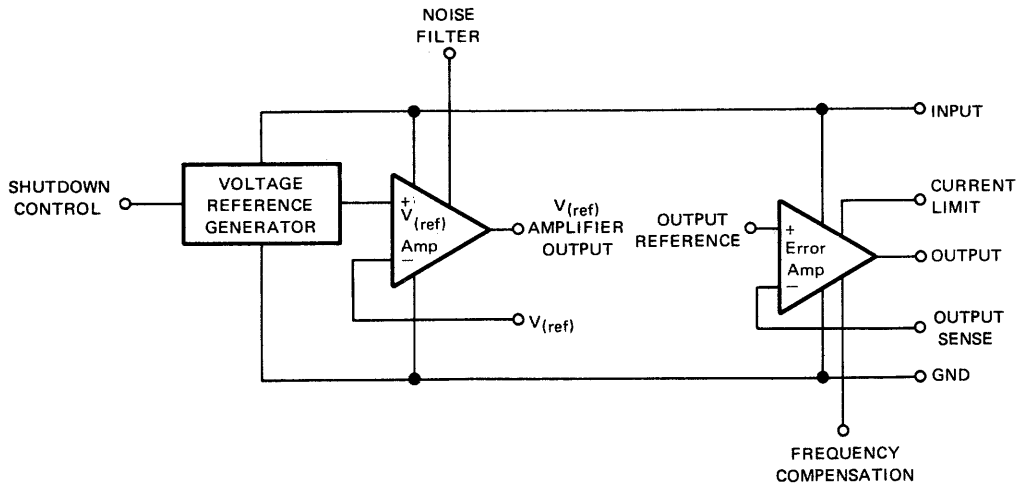 NOISE
FILTER
INPUT
SHUTDOWN
CONTROL
VOLTAGE
REFERENCE
GENERATOR
+
V(ref)
Amp
−
V(ref)
AMPLIFIER
OUTPUT
V(ref)
OUTPUT
REFERENCE
+
Error
Amp
−
CURRENT
LIMIT
OUTPUT
OUTPUT
SENSE
GND
FREQUENCY
COMPENSATION